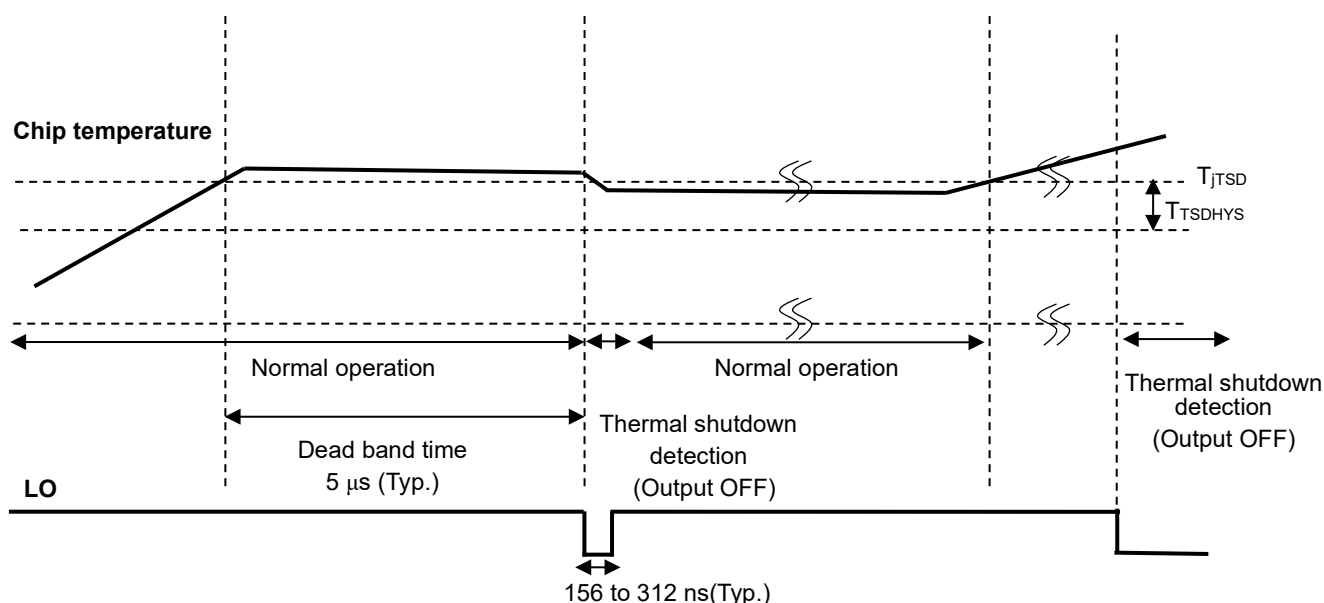 Chip temperature
TjTSD
TTSDHYS
Normal operation
Normal operation
Thermal shutdown
detection
(Output OFF)
Thermal shutdown
detection
(Output OFF)
Dead band time
5 μs (Typ.)
LO
156 to 312 ns(Typ.)